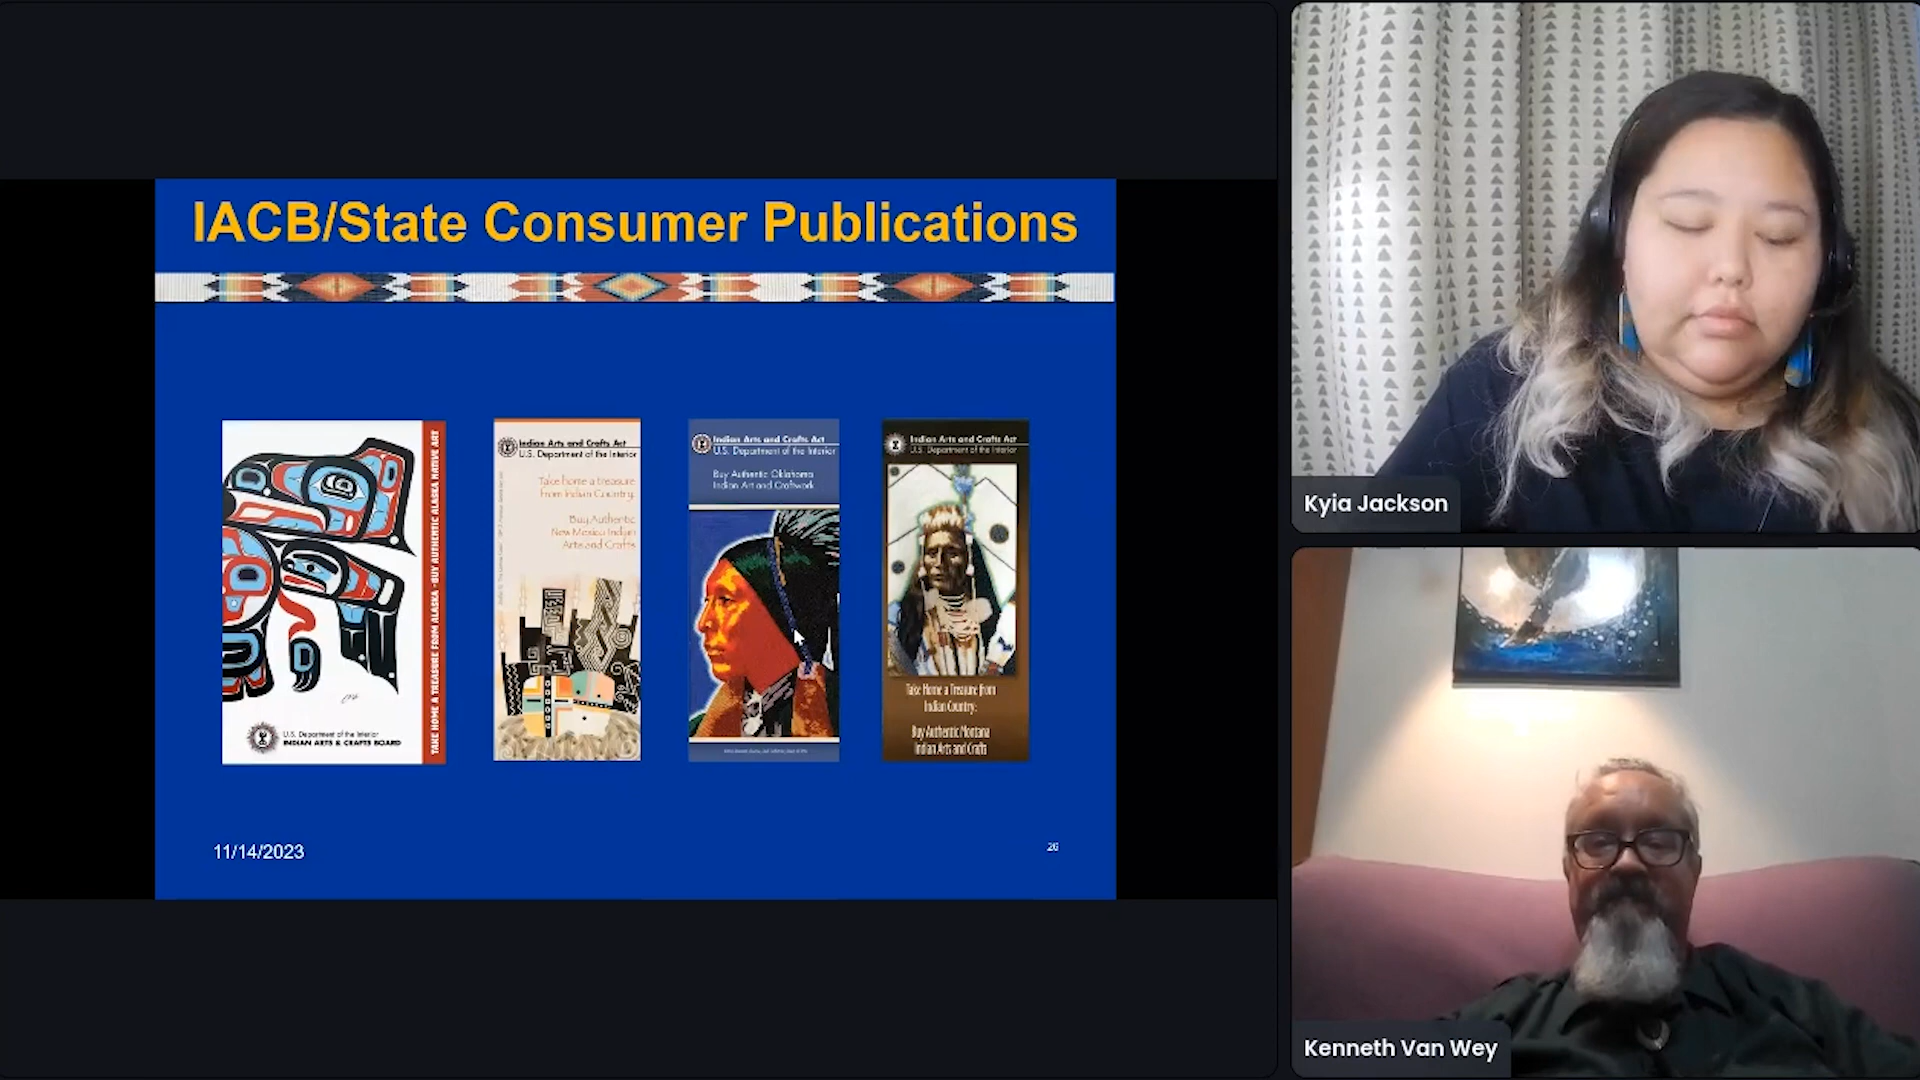 IACB/State Consumer Publications
TAKE HOME A TREASURE FROM ALASKA - BUY AUTHENTIC ALASKA NATIVE ART
U.S. Department of the Interior
INDIAN ARTS & CRAFTS BOARD
Indian Arts and Crafts Act
U.S. Department of the Interior
Take home a treasure
from Indian Country:
Buy Authentic
New Mexico Indian
Arts and Crafts
Indian Arts and Crafts Act
U.S. Department of the Interior
Buy Authentic Oklahoma
Indian Art and Craftwork
Indian Arts and Crafts Act
U.S. Department of the Interior
Take Home a Treasure from
Indian Country:
Buy Authentic Montana
Indian Arts and Crafts
11/14/2023
26
Kyia Jackson
Kenneth Van Wey